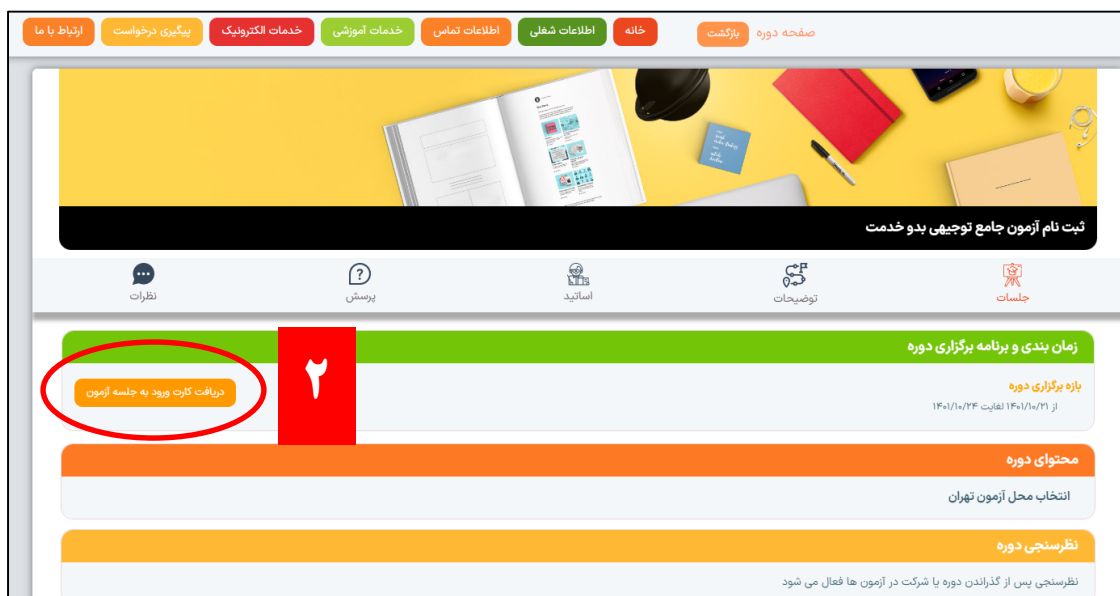 صفحه دوره بازگشت خانه اطلاعات شغلی اطلاعات تماس خدمات آموزشی خدمات الکترونیک پیگیری درخواست ارتباط با ما
ثبت نام آزمون جامع توجیهی بدو خدمت
جلسات توضیحات اساتید پرسش نظرات
زمان بندی و برنامه برگزاری دوره
بازه برگزاری دوره
از ۱۴۰۱/۱۰/۲۱ لغایت ۱۴۰۱/۱۰/۲۴
دریافت کارت ورود به جلسه آزمون
۲
محتوای دوره
انتخاب محل آزمون تهران
نظرسنجی دوره
نظرسنجی پس از گذراندن دوره یا شرکت در آزمون ها فعال می شود